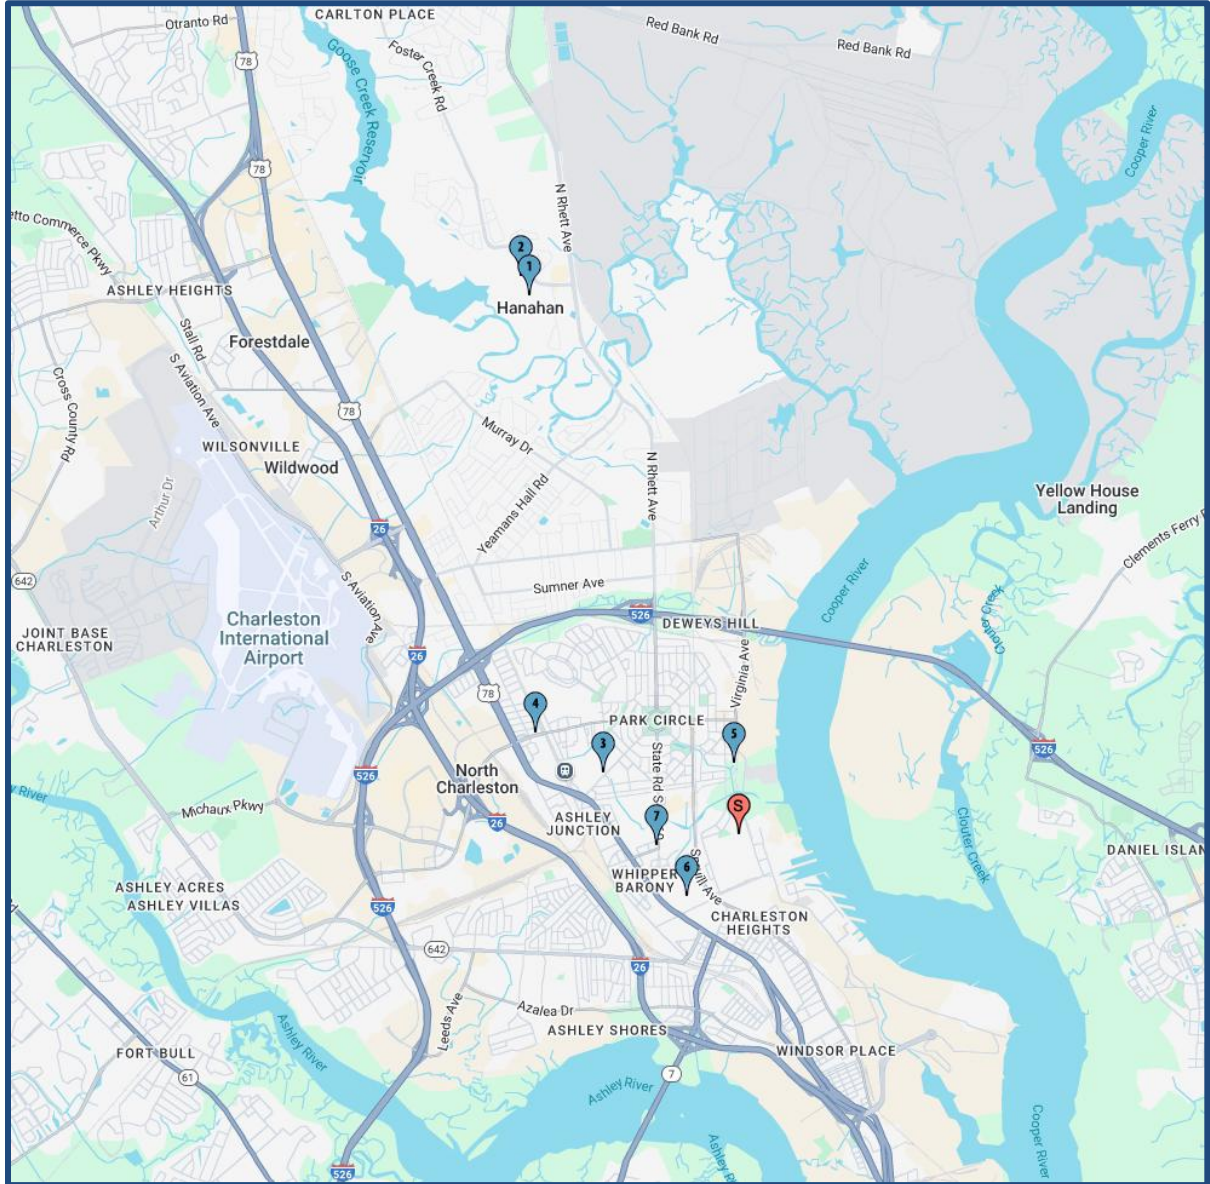 CARLTON PLACE
Otranto Rd
Red Bank Rd
Red Bank Rd
78
Foster Creek Rd
Goose Creek Reservoir
Cooper River
78
N Rhett Ave
etto Commerce Pkwy
2
1
ASHLEY HEIGHTS
Hanahan
Stall Rd
Forestdale
S Aviation Ave
Cross County Rd
78
Murray Dr
WILSONVILLE
Wildwood
N Rhett Ave
Yeamans Hall Rd
Arthur Dr
Yellow House
Landing
26
Clements Ferry
642
S Aviation Ave
Sumner Ave
Cooper River
Clouter Creek
Charleston
International
Airport
526
DEWEYS HILL
JOINT BASE
CHARLESTON
26
Virginia Ave
78
4
PARK CIRCLE
5
3
526
State Rd S
526
North
Charleston
Michaux Pkwy
ey River
S
26
ASHLEY
JUNCTION
7
Clouter Creek
DANIEL ISLAN
WHIPPER
BARONY
6
ASHLEY ACRES
ASHLEY VILLAS
526
CHARLESTON
HEIGHTS
642
26
Azalea Dr
Leeds Ave
ASHLEY SHORES
WINDSOR PLACE
FORT BULL
Ashley River
61
7
Ashley River
Cooper River
Ashley Ri
526